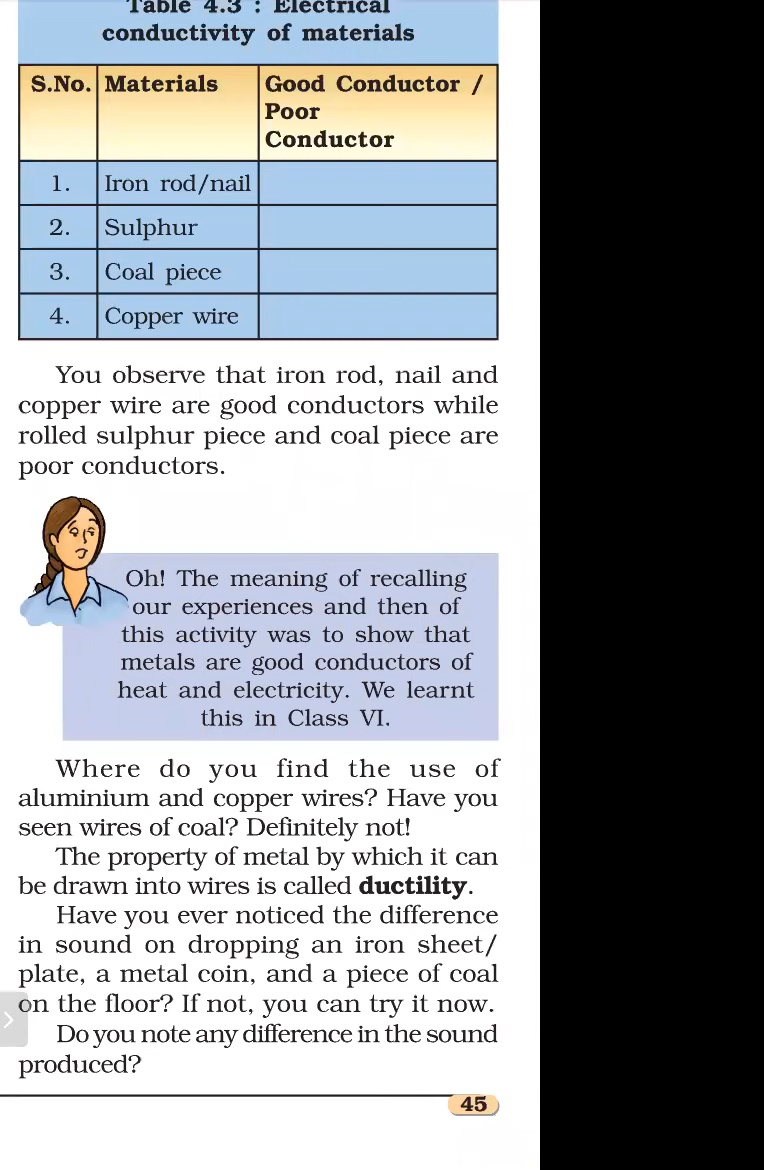 Table 4.3 : Electrical
conductivity of materials
S.No. Materials Good Conductor /
Poor
Conductor
1. Iron rod/nail
2. Sulphur
3. Coal piece
4. Copper wire
You observe that iron rod, nail and
copper wire are good conductors while
rolled sulphur piece and coal piece are
poor conductors.
Oh! The meaning of recalling
our experiences and then of
this activity was to show that
metals are good conductors of
heat and electricity. We learnt
this in Class VI.
Where do you find the use of
aluminium and copper wires? Have you
seen wires of coal? Definitely not!
The property of metal by which it can
be drawn into wires is called ductility.
Have you ever noticed the difference
in sound on dropping an iron sheet/
plate, a metal coin, and a piece of coal
on the floor? If not, you can try it now.
Do you note any difference in the sound
produced?
45